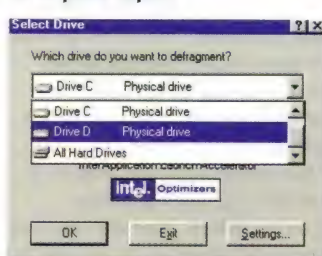 Select Drive
Which drive do you want to defragment?
Drive C Physical drive
Drive C Physical drive
Drive D Physical drive
All Hard Drives
Intel Application Launch Accelerator
intel. Optimizers
OK Exit Settings...